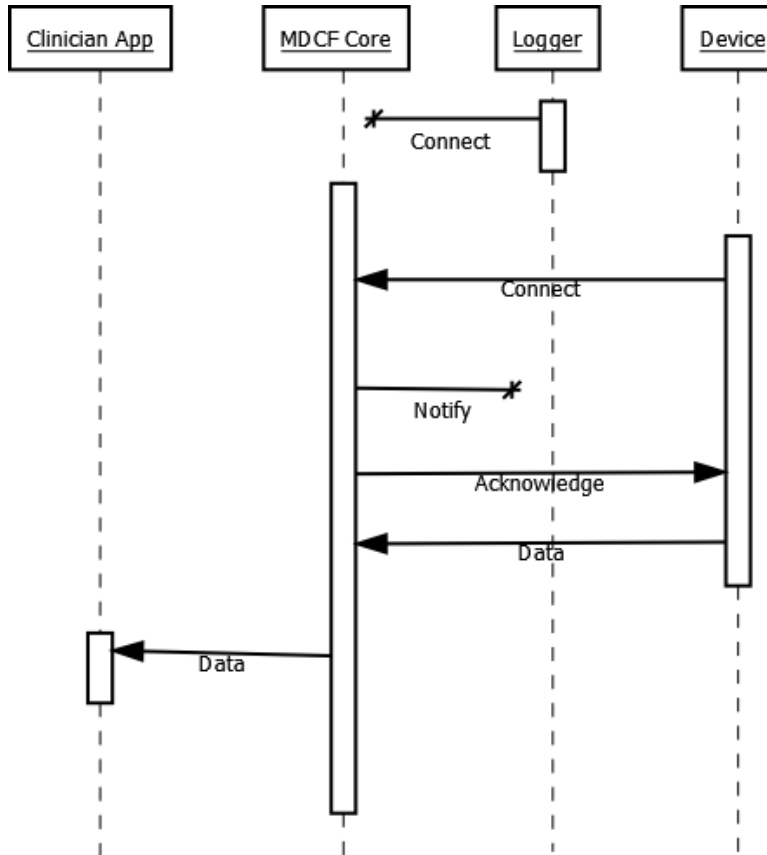 Clinician App
MDCF Core
Logger
Device
Connect
Connect
Notify
Acknowledge
Data
Data